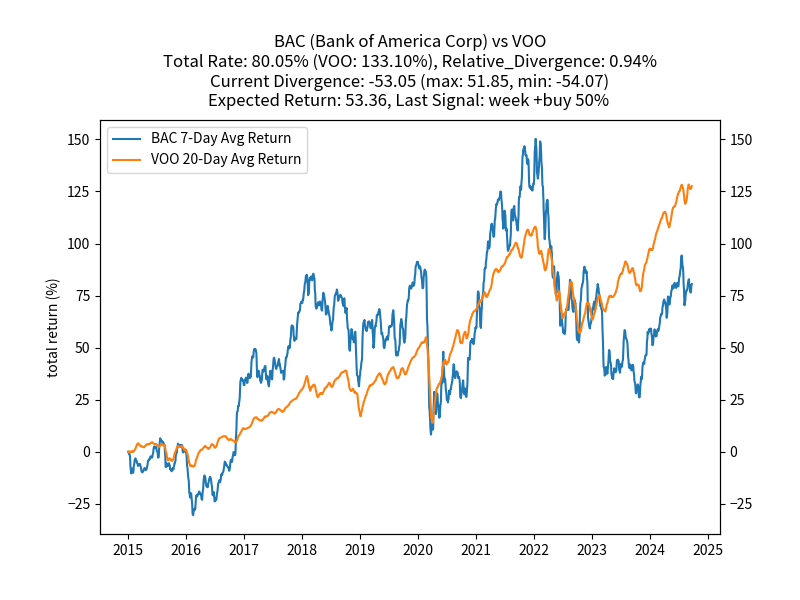 BAC (Bank of America Corp) vs VOO
Total Rate: 80.05% (VOO: 133.10%), Relative_Divergence: 0.94%
Current Divergence: -53.05 (max: 51.85, min: -54.07)
Expected Return: 53.36, Last Signal: week +buy 50%
BAC 7-Day Avg Return
VOO 20-Day Avg Return
total return (%)
150
125
100
75
50
25
0
−25
150
125
100
75
50
25
0
−25
2015 2016 2017 2018 2019 2020 2021 2022 2023 2024 2025